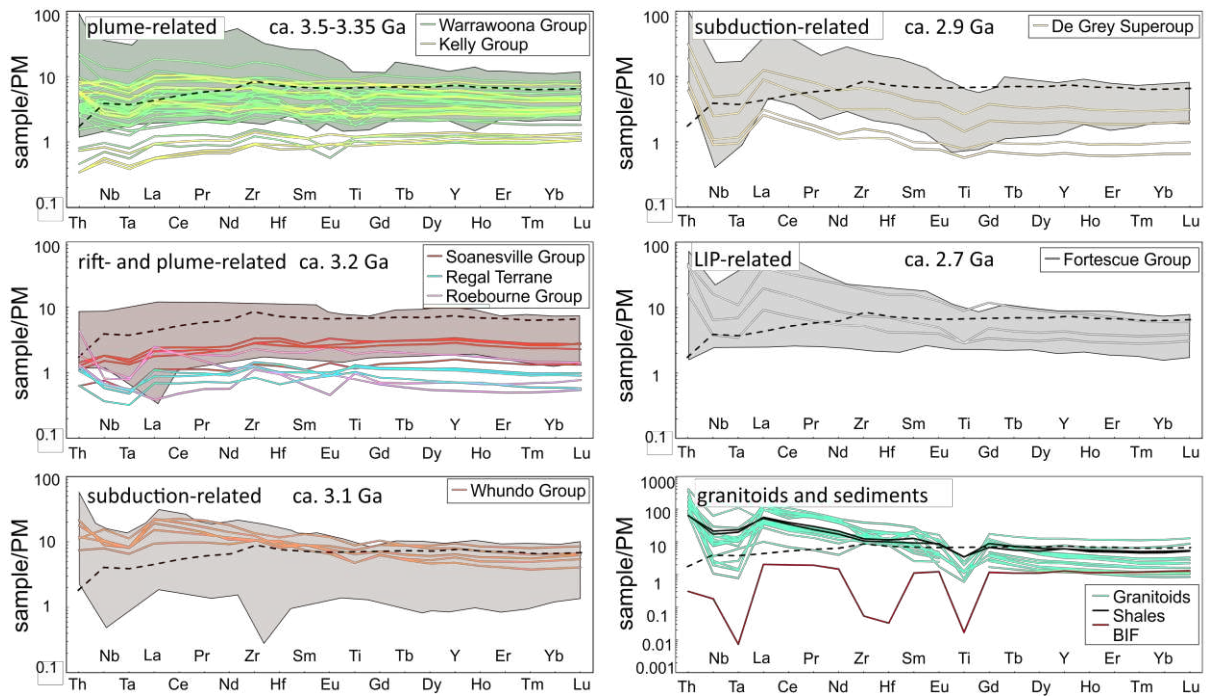 plume-related ca. 3.5-3.35 Ga
Warrawoona Group
Kelly Group
100
10
1
0.1
sample/PM
Nb La Pr Zr Sm Ti Tb Y Er Yb
Th Ta Ce Nd Hf Eu Gd Dy Ho Tm Lu
subduction-related ca. 2.9 Ga
De Grey Superoup
100
10
1
0.1
sample/PM
Nb La Pr Zr Sm Ti Tb Y Er Yb
Th Ta Ce Nd Hf Eu Gd Dy Ho Tm Lu
rift- and plume-related ca. 3.2 Ga
Soanesville Group
Regal Terrane
Roebourne Group
100
10
1
0.1
sample/PM
Nb La Pr Zr Sm Ti Tb Y Er Yb
Th Ta Ce Nd Hf Eu Gd Dy Ho Tm Lu
LIP-related ca. 2.7 Ga
Fortescue Group
100
10
1
0.1
sample/PM
Nb La Pr Zr Sm Ti Tb Y Er Yb
Th Ta Ce Nd Hf Eu Gd Dy Ho Tm Lu
subduction-related ca. 3.1 Ga
Whundo Group
100
10
1
0.1
sample/PM
Nb La Pr Zr Sm Ti Tb Y Er Yb
Th Ta Ce Nd Hf Eu Gd Dy Ho Tm Lu
granitoids and sediments
Granitoids
Shales
BIF
1000
100
10
1
0.1
0.01
0.001
sample/PM
Nb La Pr Zr Sm Ti Tb Y Er Yb
Th Ta Ce Nd Hf Eu Gd Dy Ho Tm Lu